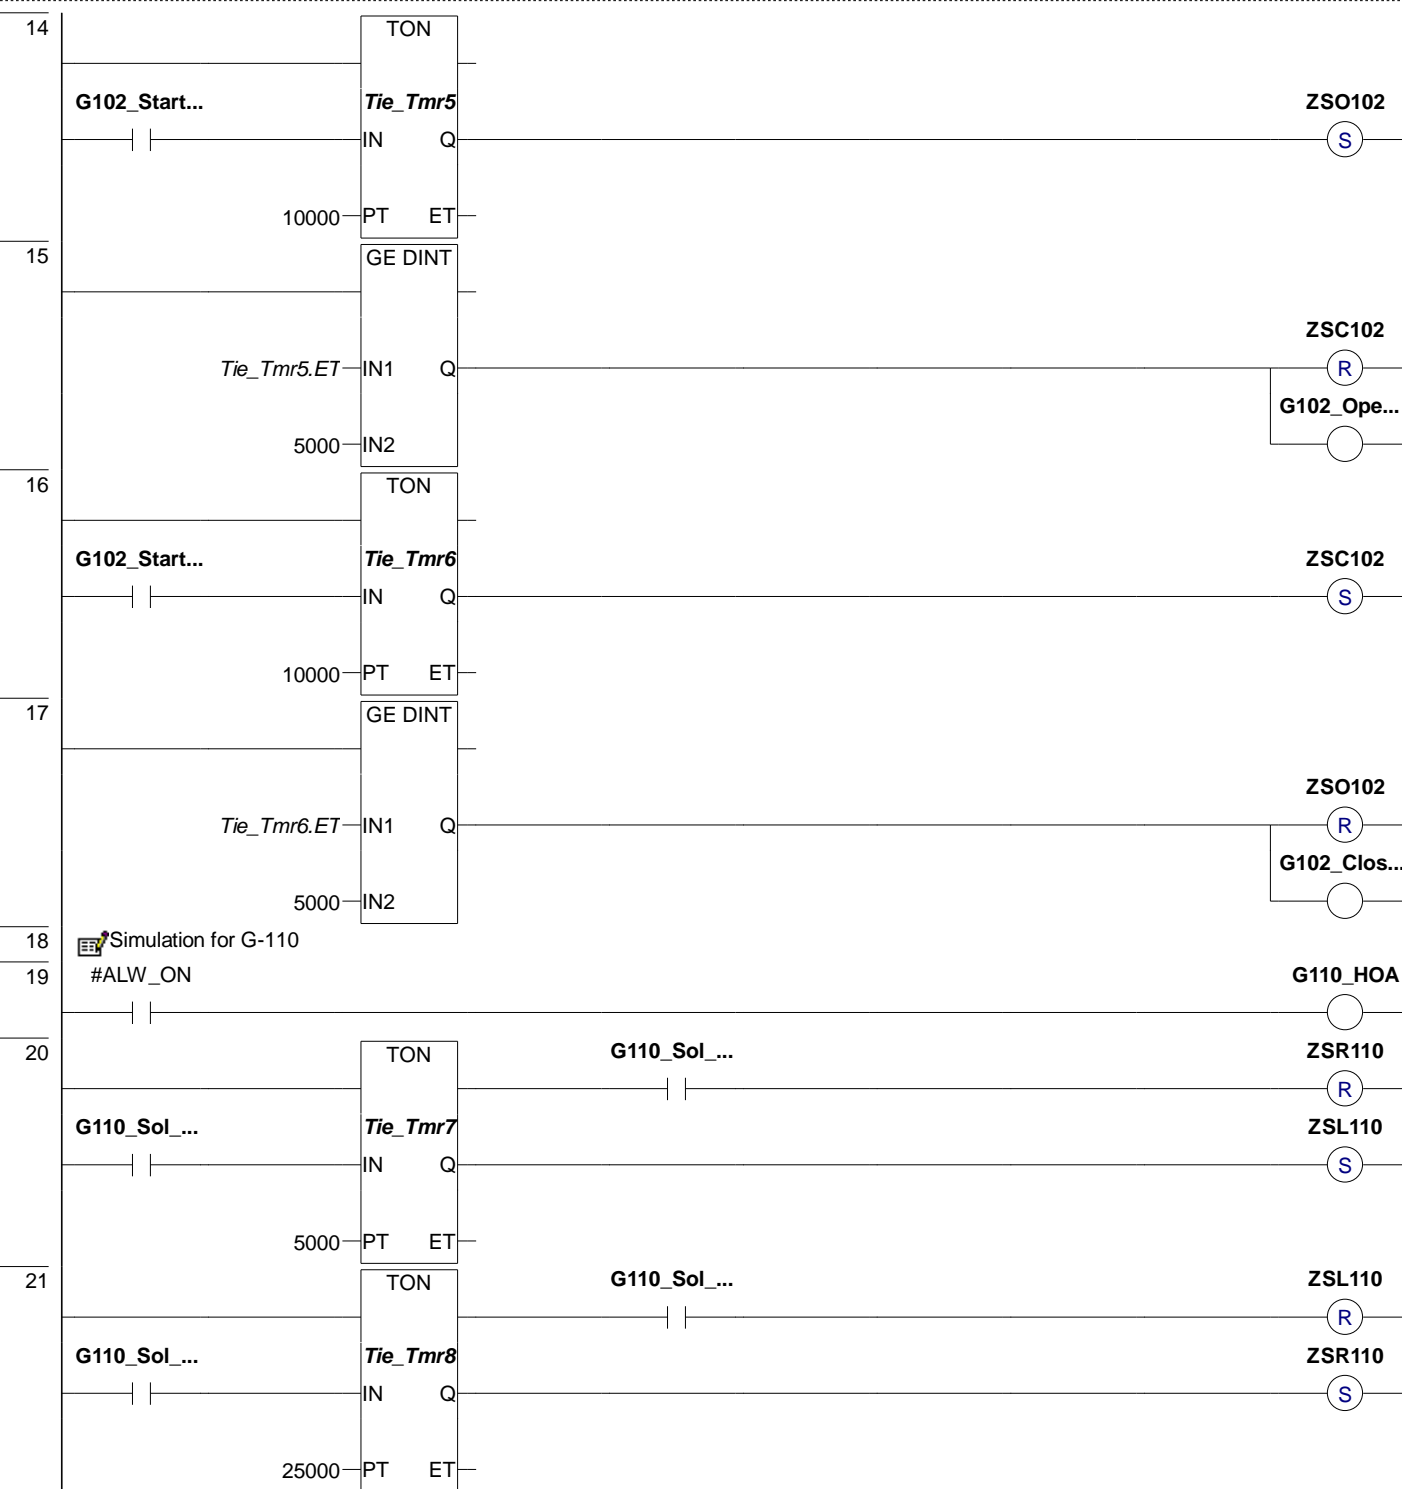 14
TON
G102_Start...
Tie_Tmr5
ZSO102
IN Q
S
10000 PT ET
15
GE DINT
ZSC102
Tie_Tmr5.ET IN1 Q
R
G102_Ope...
5000 IN2
16
TON
G102_Start...
Tie_Tmr6
ZSC102
IN Q
S
10000 PT ET
17
GE DINT
ZSO102
Tie_Tmr6.ET IN1 Q
R
G102_Clos...
5000 IN2
18
Simulation for G-110
19
#ALW_ON
G110_HOA
20
TON
G110_Sol_...
ZSR110
R
G110_Sol_...
Tie_Tmr7
ZSL110
IN Q
S
5000 PT ET
21
TON
G110_Sol_...
ZSL110
R
G110_Sol_...
Tie_Tmr8
ZSR110
IN Q
S
25000 PT ET